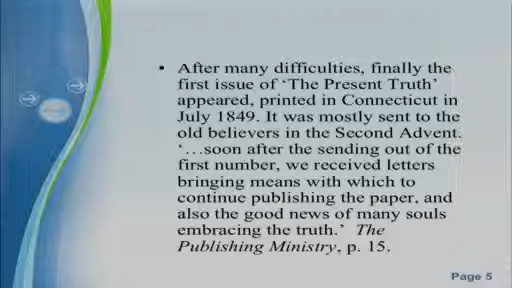 • After many difficulties, finally the
first issue of ‘The Present Truth’
appeared, printed in Connecticut in
July 1849. It was mostly sent to the
old believers in the Second Advent.
‘…soon after the sending out of the
first number, we received letters
bringing means with which to
continue publishing the paper, and
also the good news of many souls
embracing the truth.’ The
Publishing Ministry, p. 15.
Page 5